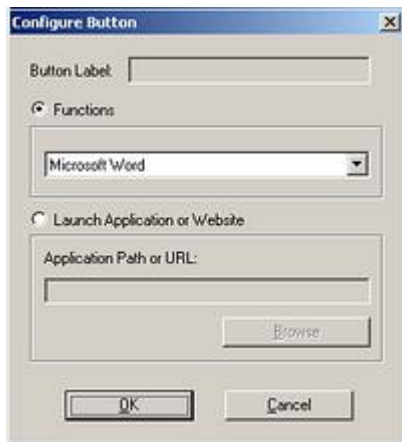 Configure Button
Button Label:
Functions
Microsoft Word
Launch Application or Website
Application Path or URL:
Browse
OK
Cancel